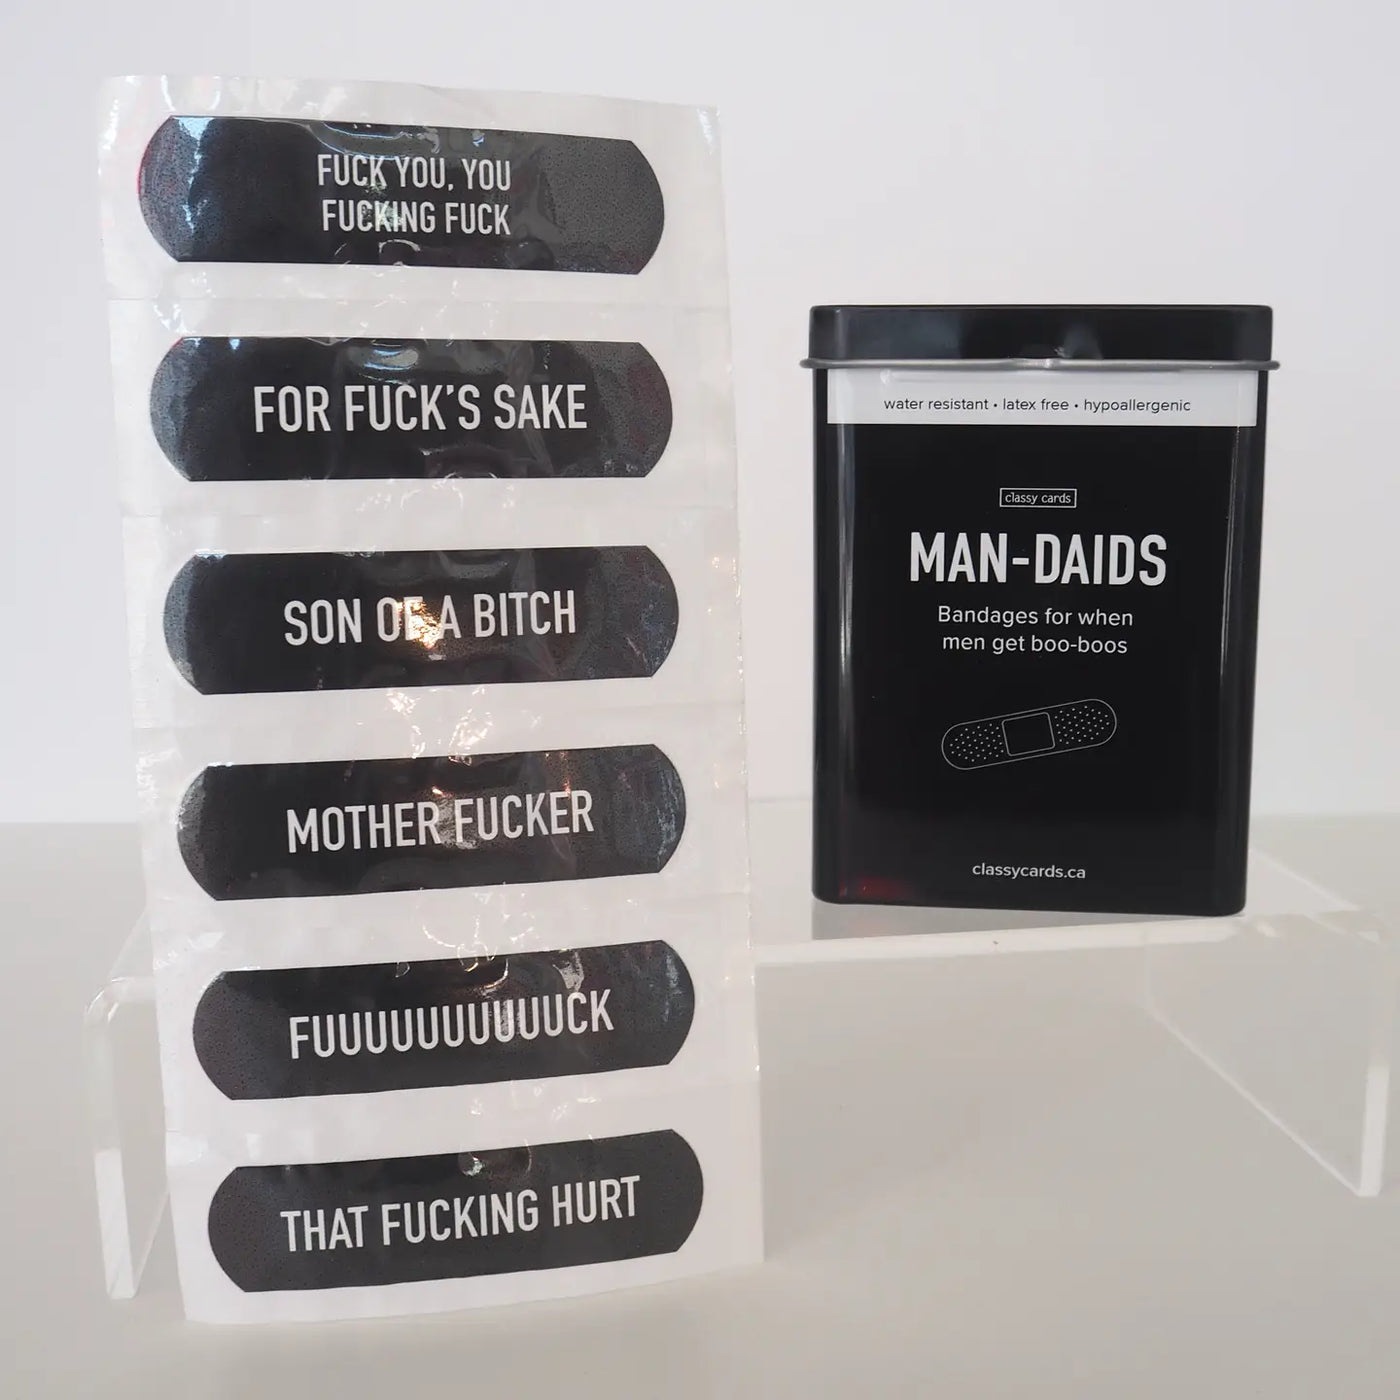 FUCK YOU, YOU
FUCKING FUCK
FOR FUCK'S SAKE
SON OF A BITCH
MOTHER FUCKER
FUUUUUUUUUUUCK
THAT FUCKING HURT
water resistant • latex free • hypoallergenic
classy cards
MAN-DAIDS
Bandages for when
men get boo-boos
classycards.ca